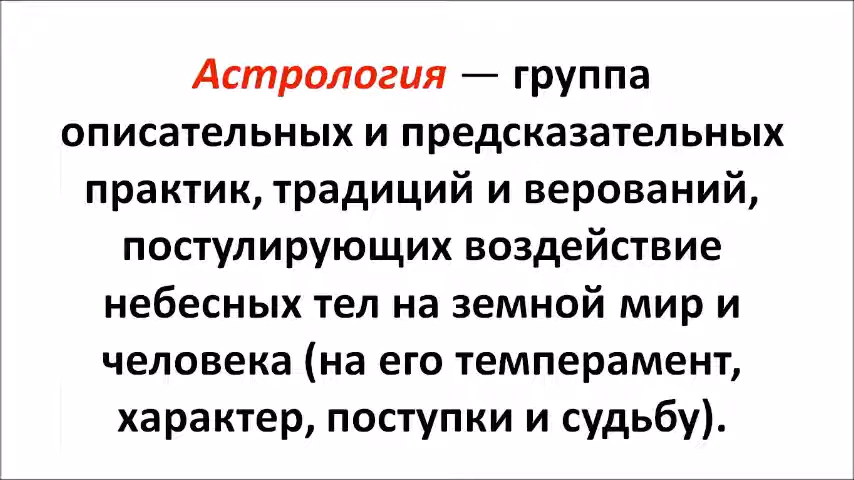 Астрология — группа
описательных и предсказательных
практик, традиций и верований,
постулирующих воздействие
небесных тел на земной мир и
человека (на его темперамент,
характер, поступки и судьбу).